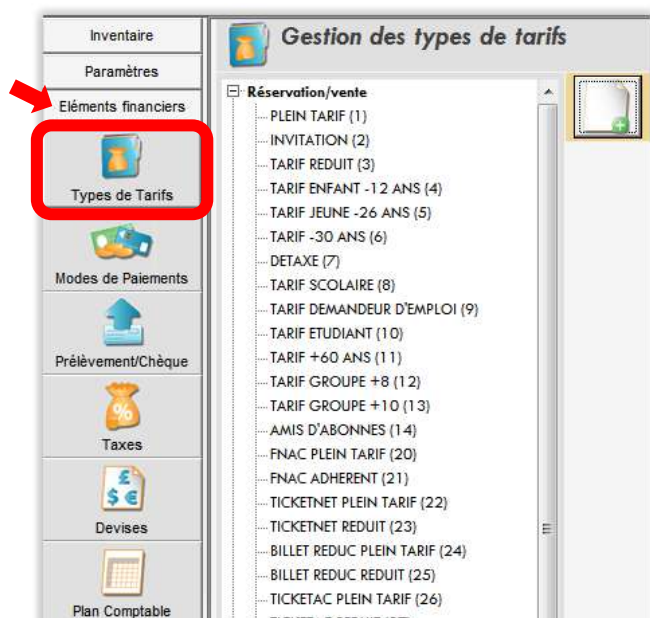 Inventaire
Paramètres
Eléments financiers
Types de Tarifs
Modes de Paiements
Prélèvement/Chèque
Taxes
Devises
Plan Comptable
Gestion des types de tarifs
Réservation/vente
PLEIN TARIF (1)
INVITATION (2)
TARIF REDUIT (3)
TARIF ENFANT -12 ANS (4)
TARIF JEUNE -26 ANS (5)
TARIF -30 ANS (6)
DETAXE (7)
TARIF SCOLAIRE (8)
TARIF DEMANDEUR D'EMPLOI (9)
TARIF ETUDIANT (10)
TARIF +60 ANS (11)
TARIF GROUPE +8 (12)
TARIF GROUPE +10 (13)
AMIS D'ABONNES (14)
FNAC PLEIN TARIF (20)
FNAC ADHERENT (21)
TICKETNET PLEIN TARIF (22)
TICKETNET REDUIT (23)
BILLET REDUC PLEIN TARIF (24)
BILLET REDUC REDUIT (25)
TICKETAC PLEIN TARIF (26)